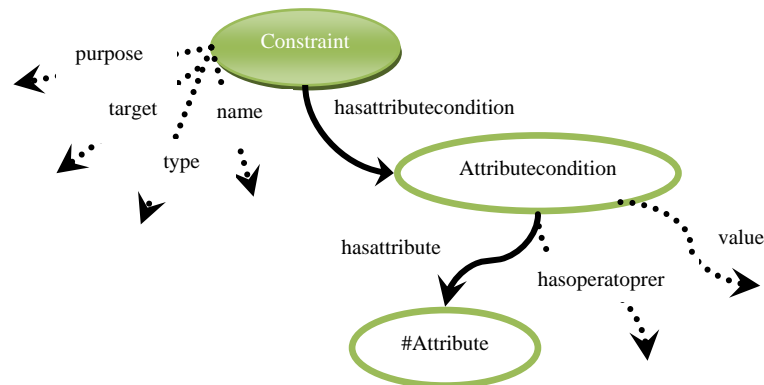 Constraint
purpose
target
name
hasattributecondition
type
Attributecondition
value
hasattribute
hasoperatoprer
#Attribute